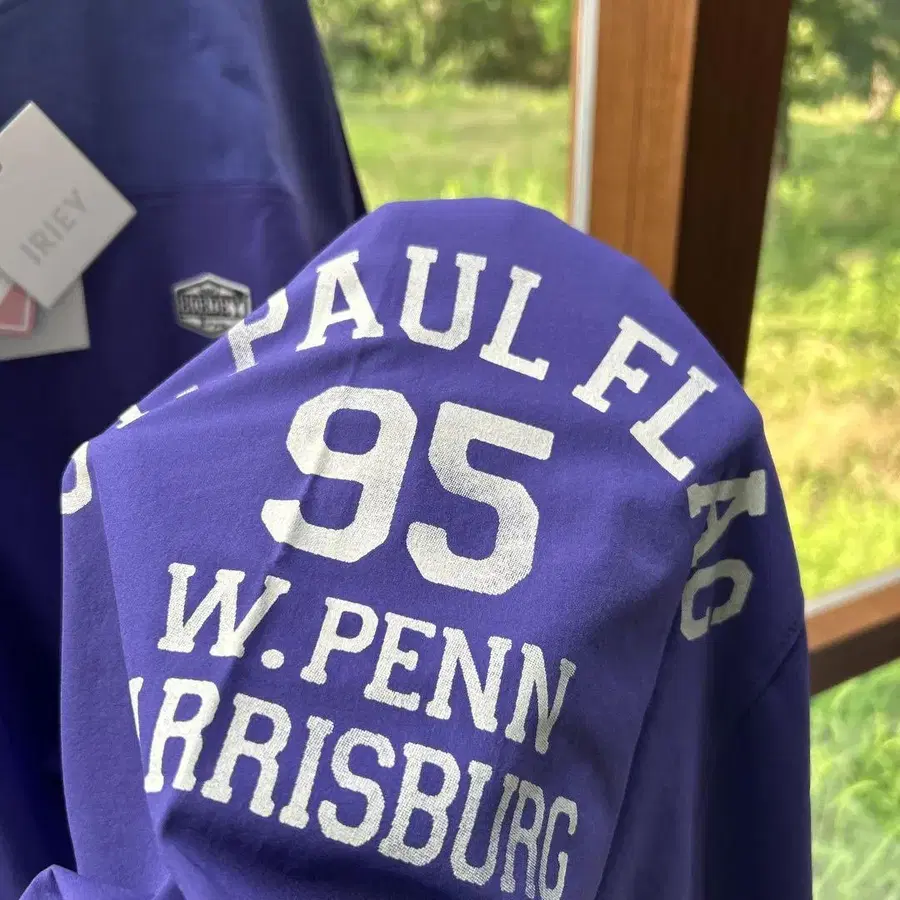 JRIEY
PAUL FLAG
95
W. PENN
ARRISBURG